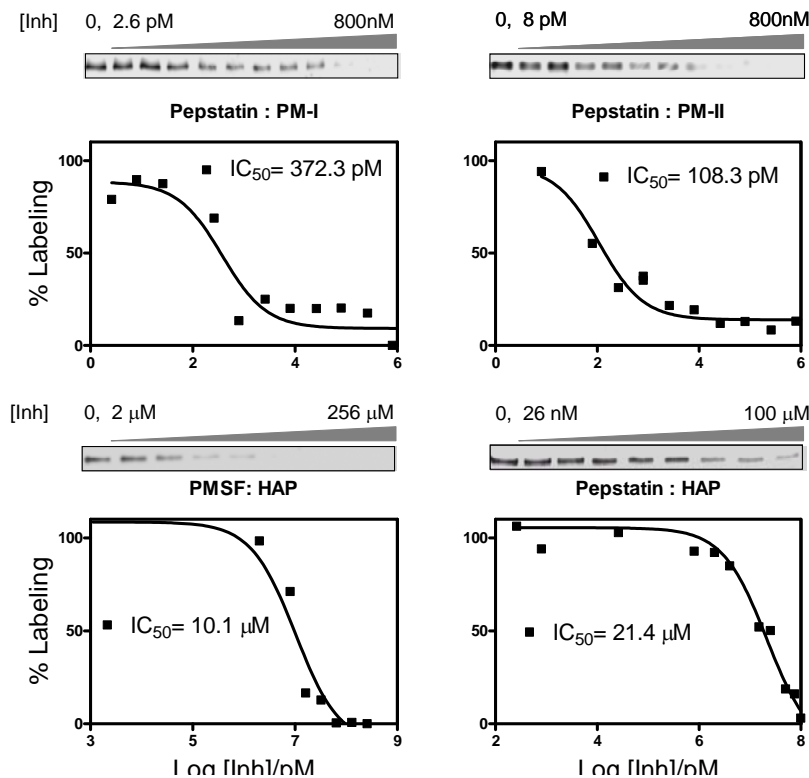 [Inh] 0, 2.6 pM 800nM
0, 8 pM 800nM
Pepstatin : PM-I
Pepstatin : PM-II
% Labeling
100
50
0
0 2 4 6
IC50= 372.3 pM
100
50
0
0 2 4 6
IC50= 108.3 pM
[Inh] 0, 2 μM 256 μM
0, 26 nM 100 μM
PMSF: HAP
Pepstatin : HAP
% Labeling
100
50
0
3 5 7 9
IC50= 10.1 μM
Log [Inh]/pM
100
50
0
2 4 6 8
IC50= 21.4 μM
Log [Inh]/pM